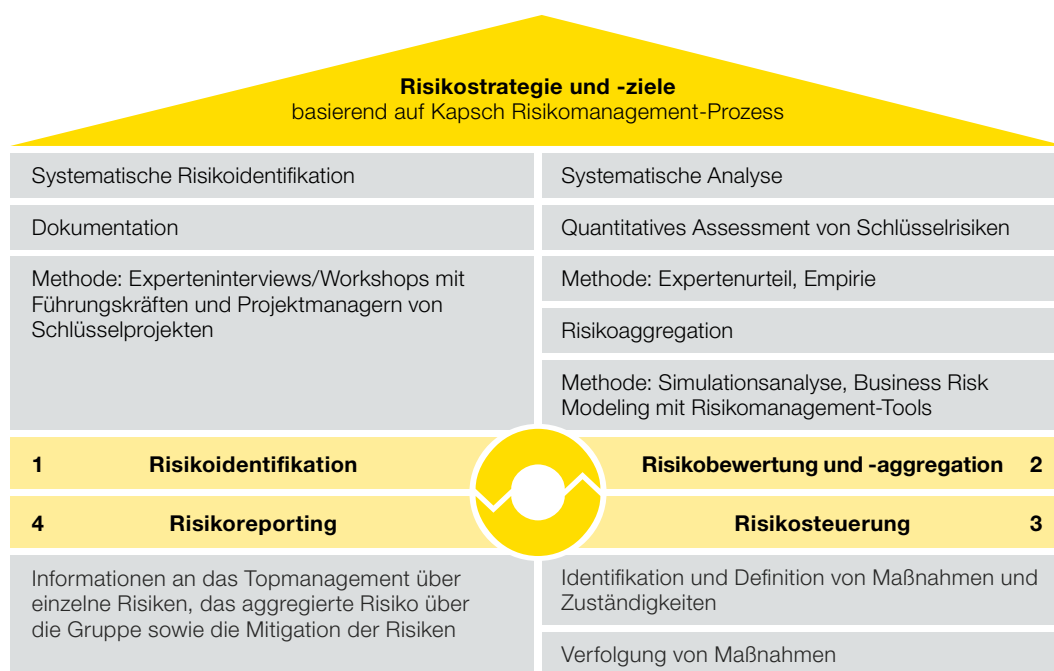 Risikostrategie und -ziele
basierend auf Kapsch Risikomanagement-Prozess
Systematische Risikoidentifikation
Dokumentation
Methode: Experteninterviews/Workshops mit
Führungskräften und Projektmanagern von
Schlüsselprojekten
Systematische Analyse
Quantitatives Assessment von Schlüsselrisiken
Methode: Expertenurteil, Empirie
Risikoaggregation
Methode: Simulationsanalyse, Business Risk
Modeling mit Risikomanagement-Tools
1 Risikoidentifikation
Risikobewertung und -aggregation 2
4 Risikoreporting
Risikosteuerung 3
Informationen an das Topmanagement über
einzelne Risiken, das aggregierte Risiko über
die Gruppe sowie die Mitigation der Risiken
Identifikation und Definition von Maßnahmen und
Zuständigkeiten
Verfolgung von Maßnahmen